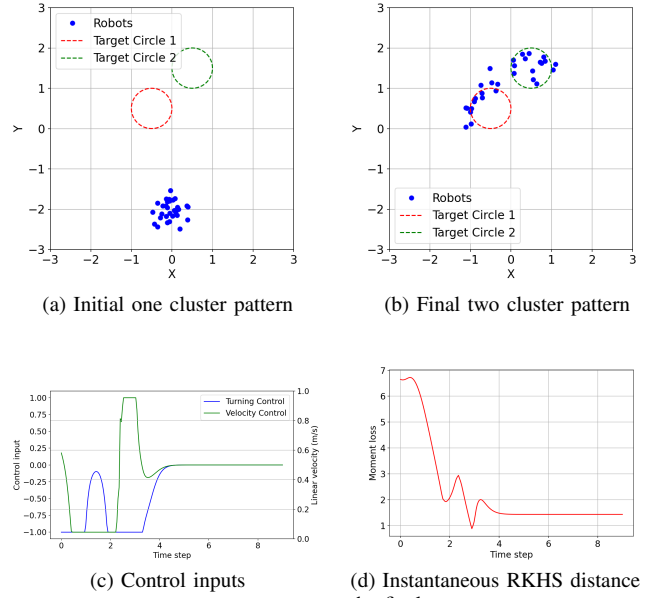 3
2
1
0
−1
−2
−3
Y
−3 −2 −1 0 1 2 3
X
Robots
Target Circle 1
Target Circle 2
(a) Initial one cluster pattern
3
2
1
0
−1
−2
−3
Y
−3 −2 −1 0 1 2 3
X
Robots
Target Circle 1
Target Circle 2
(b) Final two cluster pattern
1.00
0.75
0.50
0.25
0.00
−0.25
−0.50
−0.75
−1.00
Control input
0 2 4 6 8
Time step
Turning Control
Velocity Control
1.0
0.8
0.6
0.4
0.2
0.0
Linear velocity (m/s)
(c) Control inputs
7
6
5
4
3
2
1
Moment loss
0 2 4 6 8
Time step
(d) Instantaneous RKHS distance